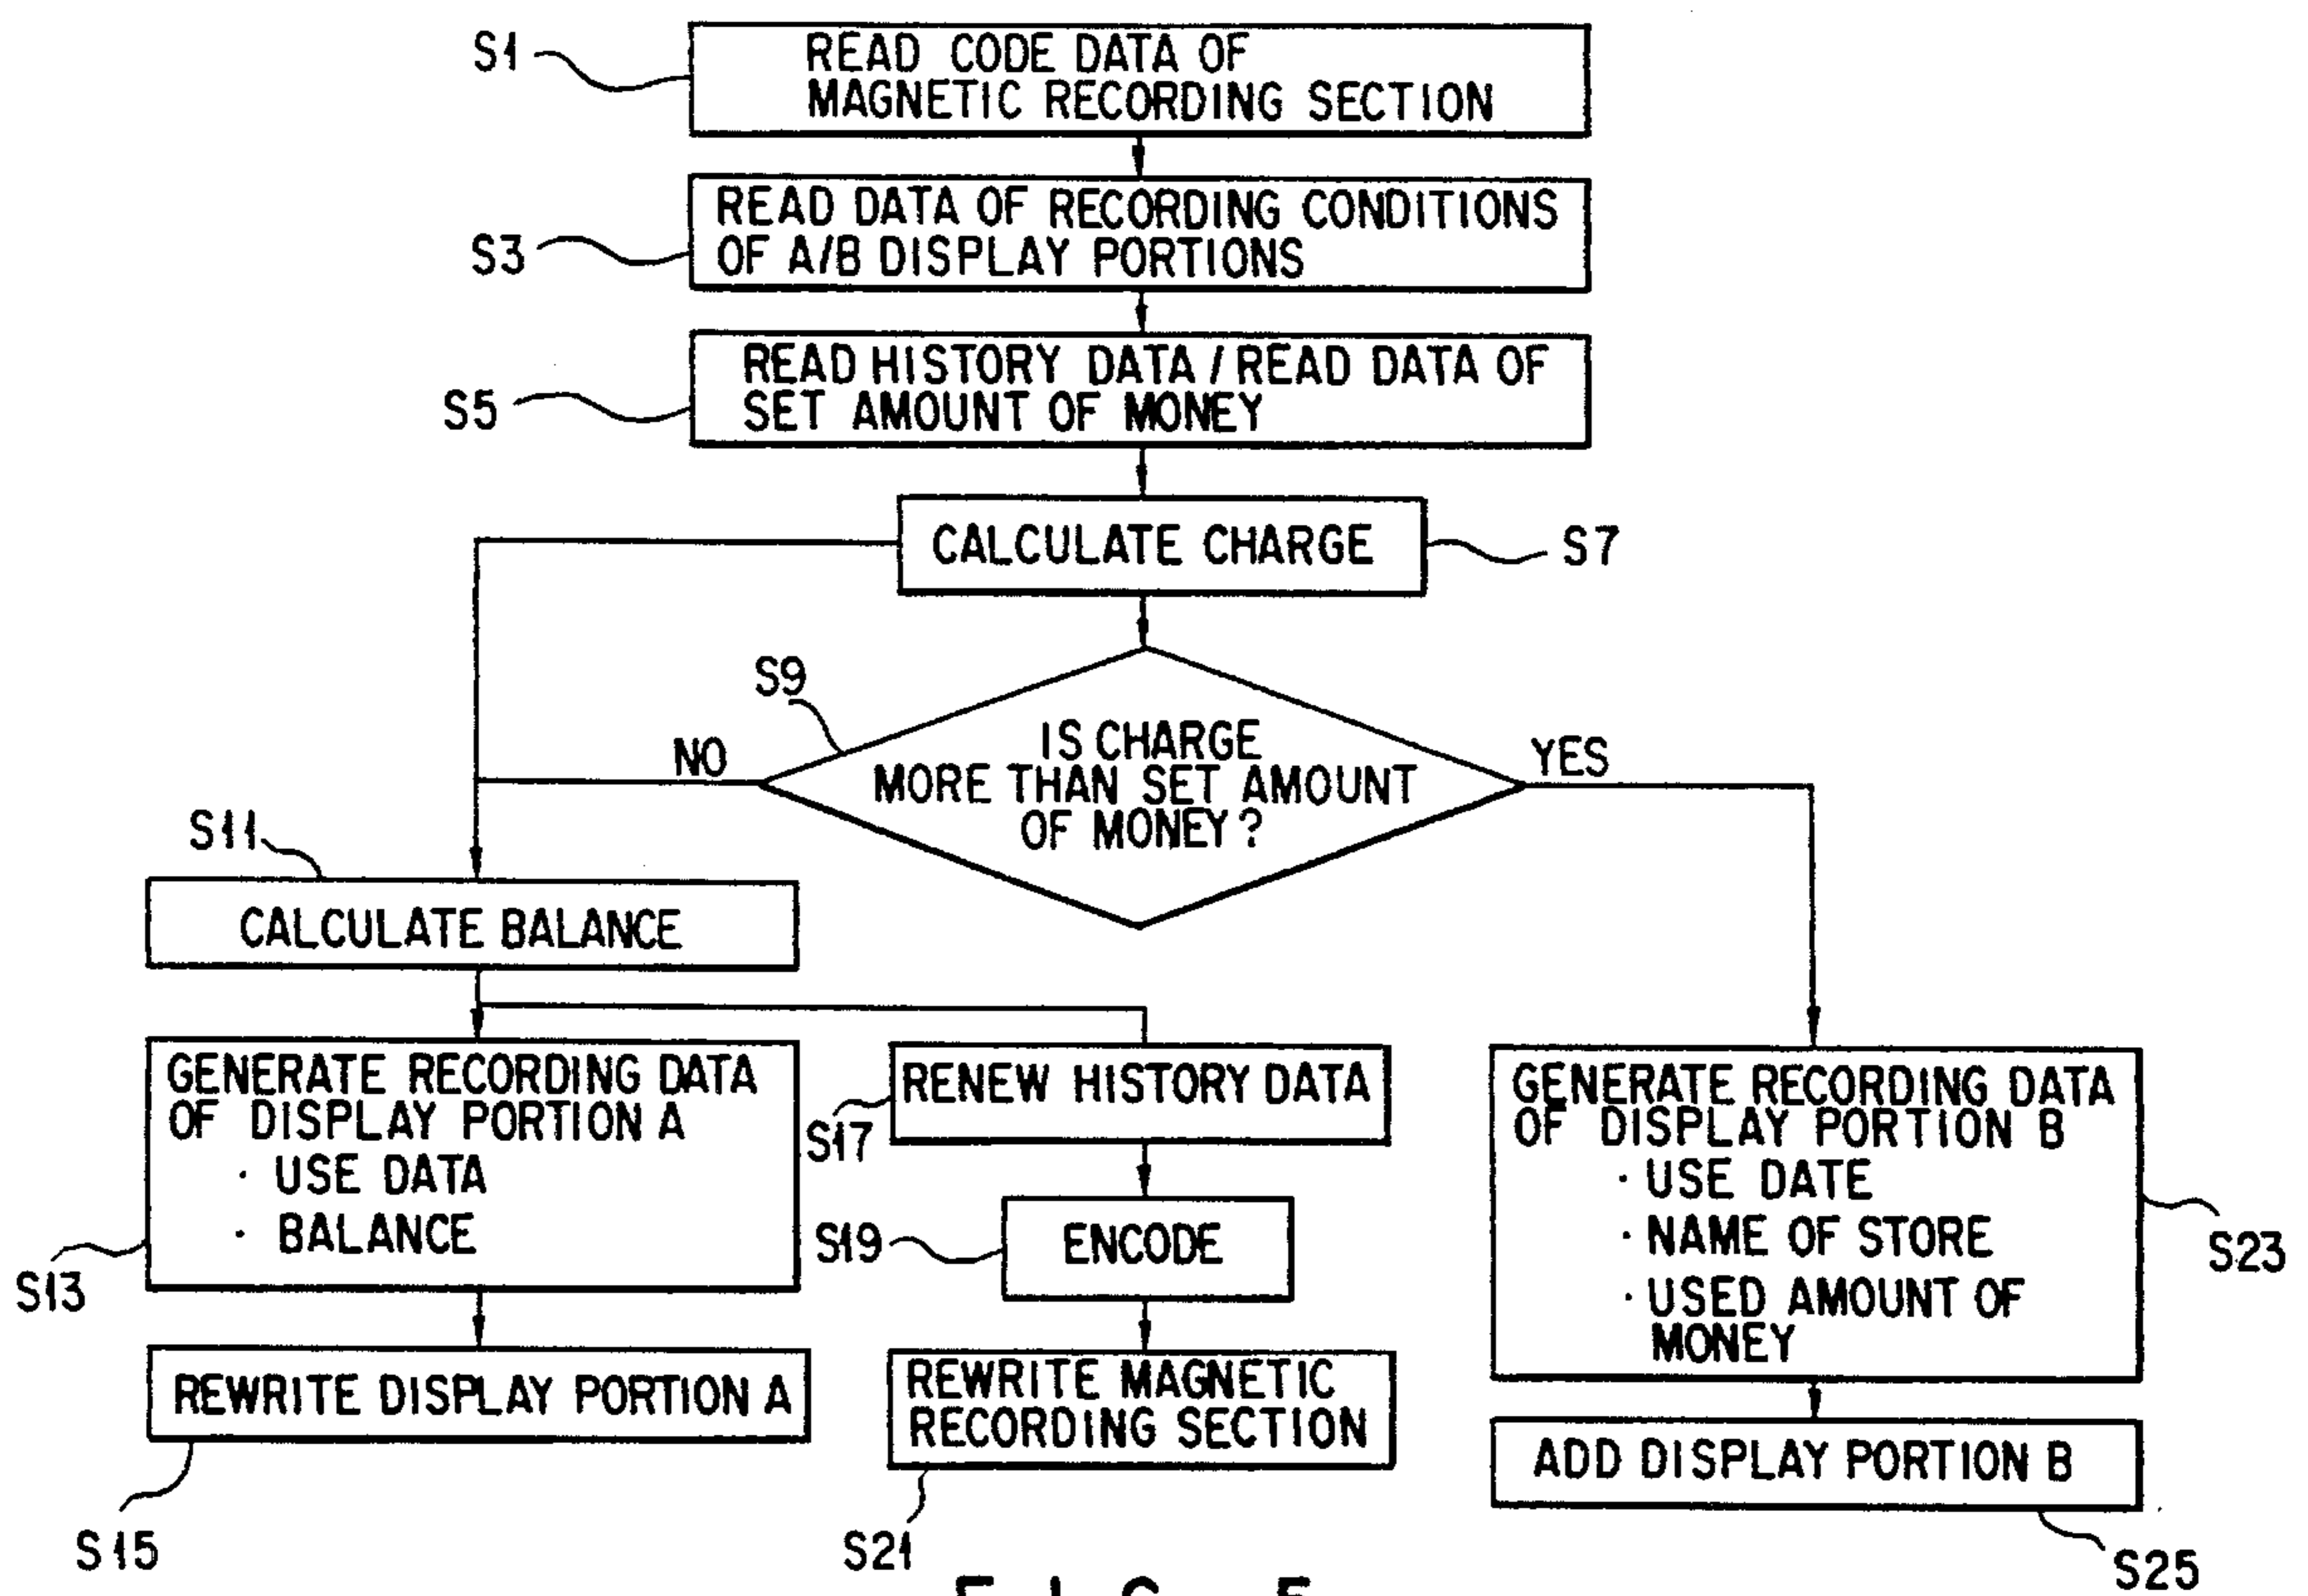 S1
READ CODE DATA OF
MAGNETIC RECORDING SECTION
S3
READ DATA OF RECORDING CONDITIONS
OF A/B DISPLAY PORTIONS
S5
READ HISTORY DATA / READ DATA OF
SET AMOUNT OF MONEY
CALCULATE CHARGE
S7
S9
IS CHARGE
MORE THAN SET AMOUNT
OF MONEY?
NO
YES
S11
CALCULATE BALANCE
GENERATE RECORDING DATA
OF DISPLAY PORTION A
· USE DATA
· BALANCE
S13
REWRITE DISPLAY PORTION A
S15
RENEW HISTORY DATA
S17
ENCODE
S19
REWRITE MAGNETIC
RECORDING SECTION
S21
GENERATE RECORDING DATA
OF DISPLAY PORTION B
· USE DATE
· NAME OF STORE
· USED AMOUNT OF
MONEY
S23
ADD DISPLAY PORTION B
S25